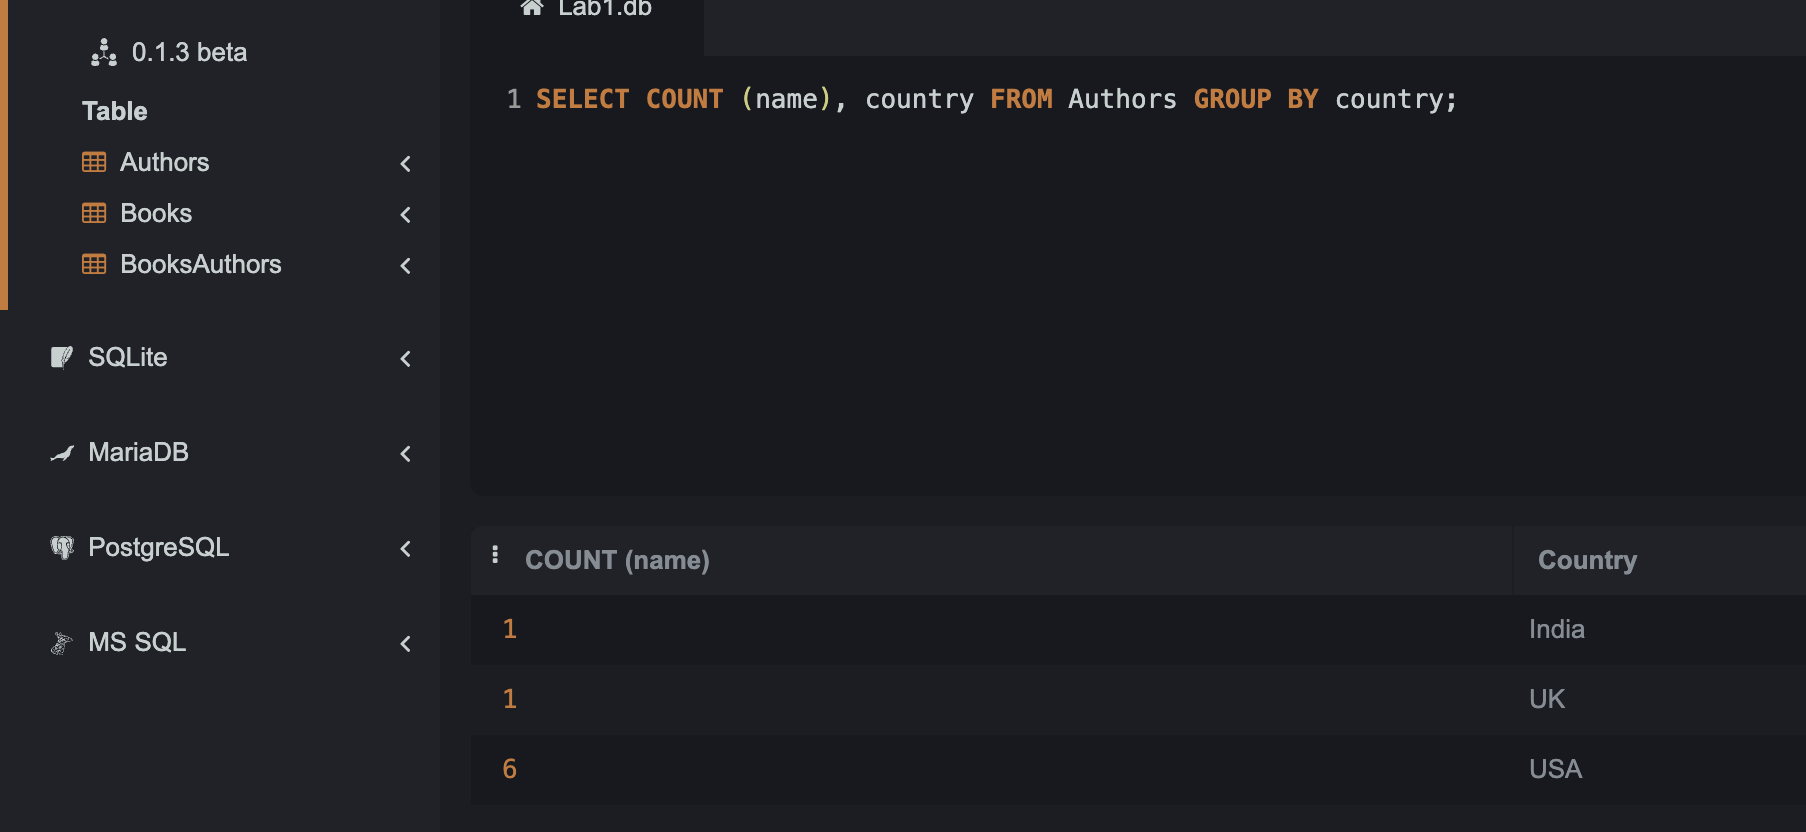 Lab1.db
0.1.3 beta
Table
Authors
Books
BooksAuthors
SQLite
MariaDB
PostgreSQL
MS SQL
1 SELECT COUNT (name), country FROM Authors GROUP BY country;
COUNT (name) Country
1 India
1 UK
6 USA